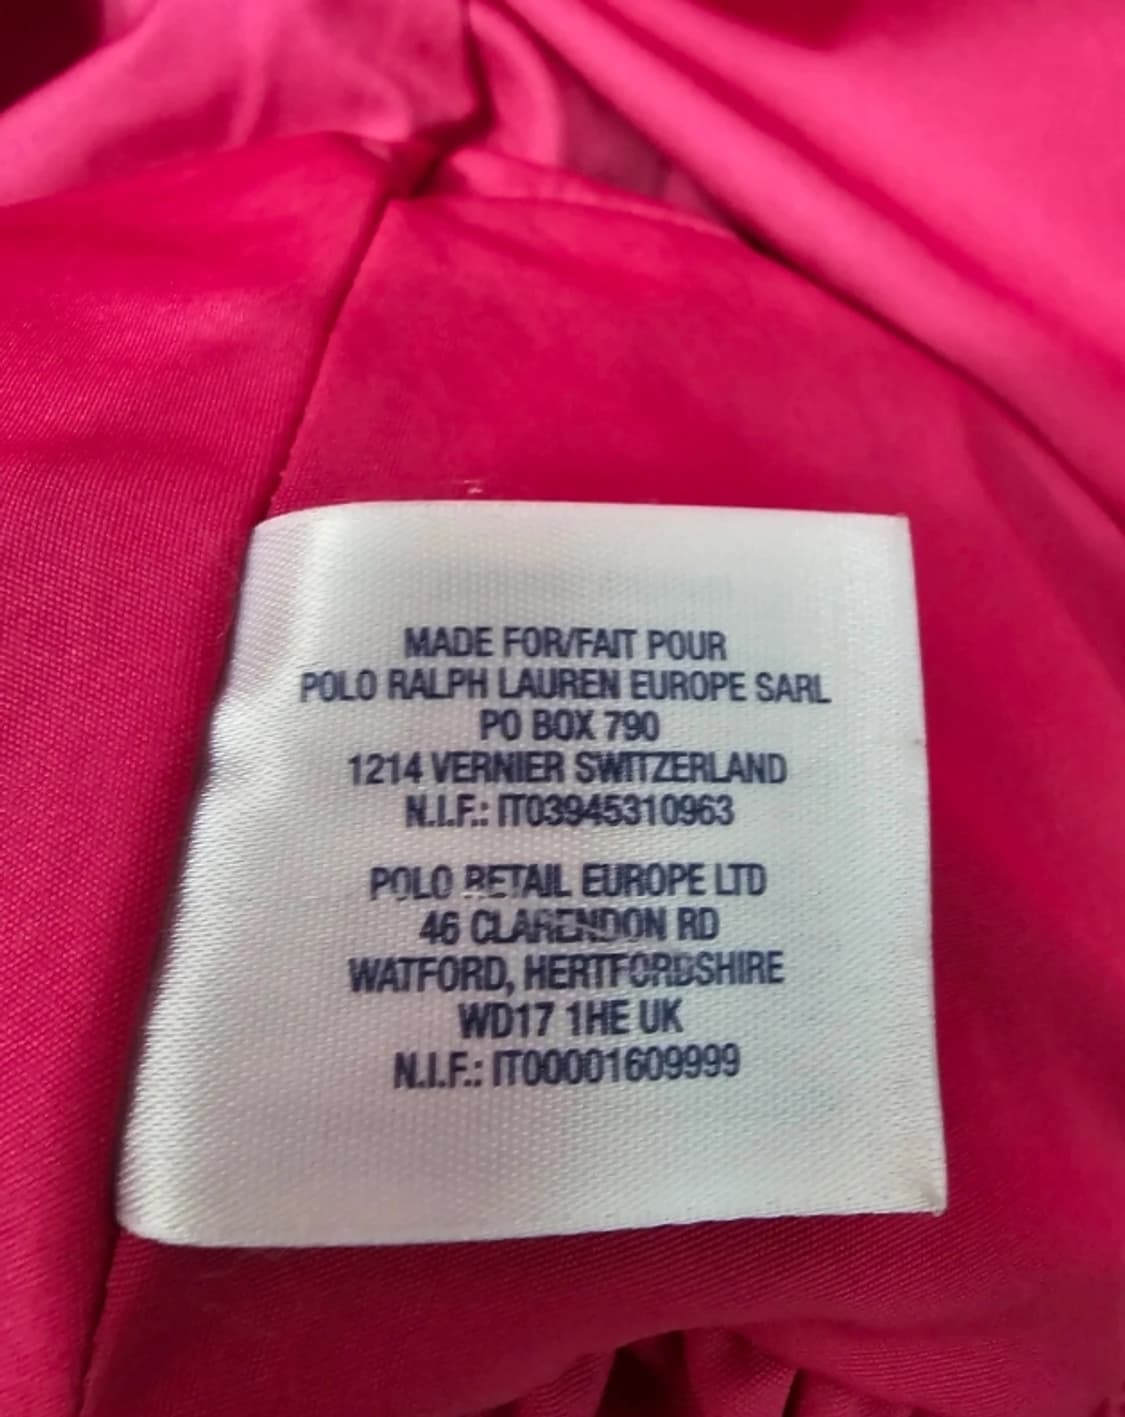 MADE FOR/FAIT POUR
POLO RALPH LAUREN EUROPE SARL
PO BOX 790
1214 VERNIER SWITZERLAND
N.I.F.: IT03945310963
POLO RETAIL EUROPE LTD
46 CLARENDON RD
WATFORD, HERTFORDSHIRE
WD17 1HE UK
N.I.F.: IT00001609999